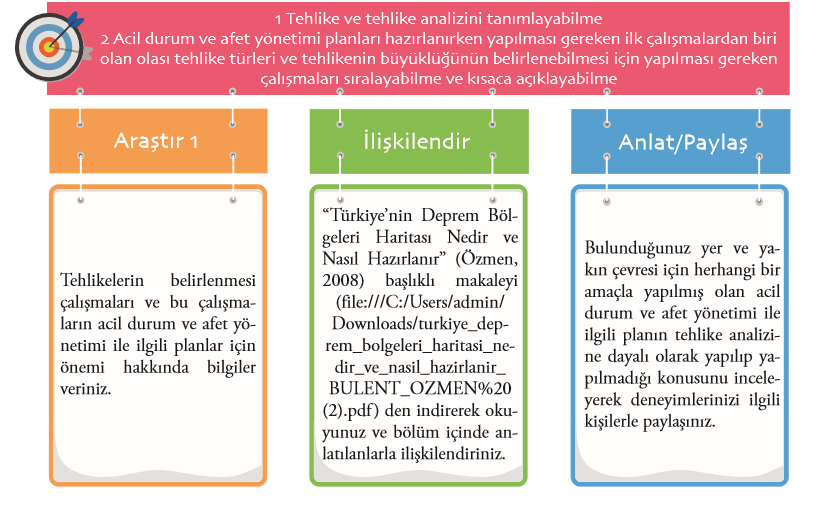 1 Tehlike ve tehlike analizini tanımlayabilme
2 Acil durum ve afet yönetimi planları hazırlanırken yapılması gereken ilk çalışmalardan biri
olan olası tehlike türleri ve tehlikenin büyüklüğünün belirlenebilmesi için yapılması gereken
çalışmaları sıralayabilme ve kısaca açıklayabilme
Araştır 1
Tehlikelerin belirlenmesi
çalışmaları ve bu çalışma-
ların acil durum ve afet yö-
netimi ile ilgili planlar için
önemi hakkında bilgiler
veriniz.
İlişkilendir
“Türkiye’nin Deprem Böl-
geleri Haritası Nedir ve
Nasıl Hazırlanır” (Özmen,
2008) başlıklı makaleyi
(file:///C:/Users/admin/
Downloads/turkiye_dep-
rem_bolgeleri_haritasi_ne-
dir_ve_nasil_hazirlanir_
BULENT_OZMEN%20
(2).pdf) den indirerek oku-
yunuz ve bölüm içinde an-
latılanlarla ilişkilendiriniz.
Anlat/Paylaş
Bulunduğunuz yer ve ya-
kın çevresi için herhangi bir
amaçla yapılmış olan acil
durum ve afet yönetimi ile
ilgili planın tehlike analizi-
ne dayalı olarak yapılıp ya-
pılmadığı konusunu incele-
yerek deneyimlerinizi ilgili
kişilerle paylaşınız.